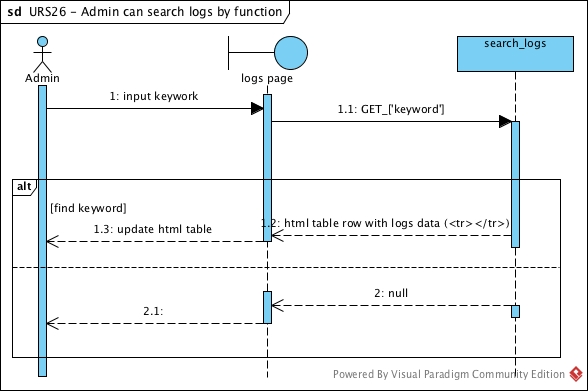 sd URS26 – Admin can search logs by function
search_logs
Admin
logs page
1: input keywork
1.1: GET_['keyword']
alt
[find keyword]
1.2: html table row with logs data (<tr></tr>)
1.3: update html table
2: null
2.1:
Powered By Visual Paradigm Community Edition